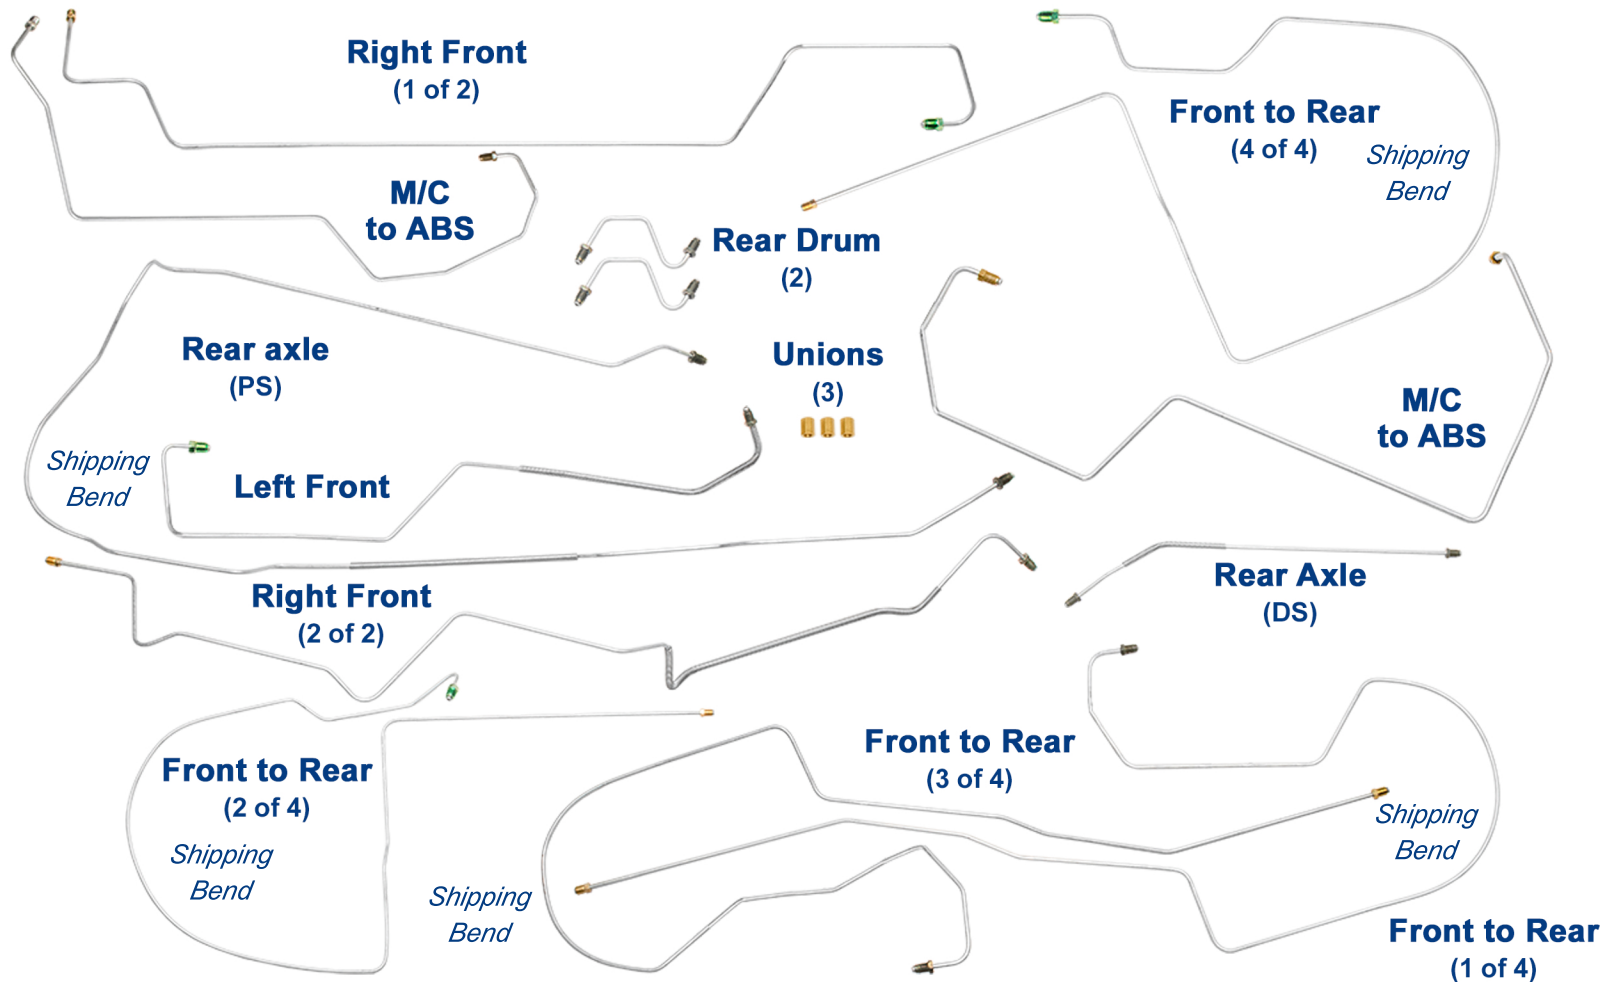 Right Front
(1 of 2)
Front to Rear
(4 of 4)
Shipping
Bend
M/C
to ABS
Rear Drum
(2)
Rear axle
(PS)
Unions
(3)
M/C
to ABS
Shipping
Bend
Left Front
Right Front
(2 of 2)
Rear Axle
(DS)
Front to Rear
(2 of 4)
Shipping
Bend
Front to Rear
(3 of 4)
Shipping
Bend
Shipping
Bend
Front to Rear
(1 of 4)